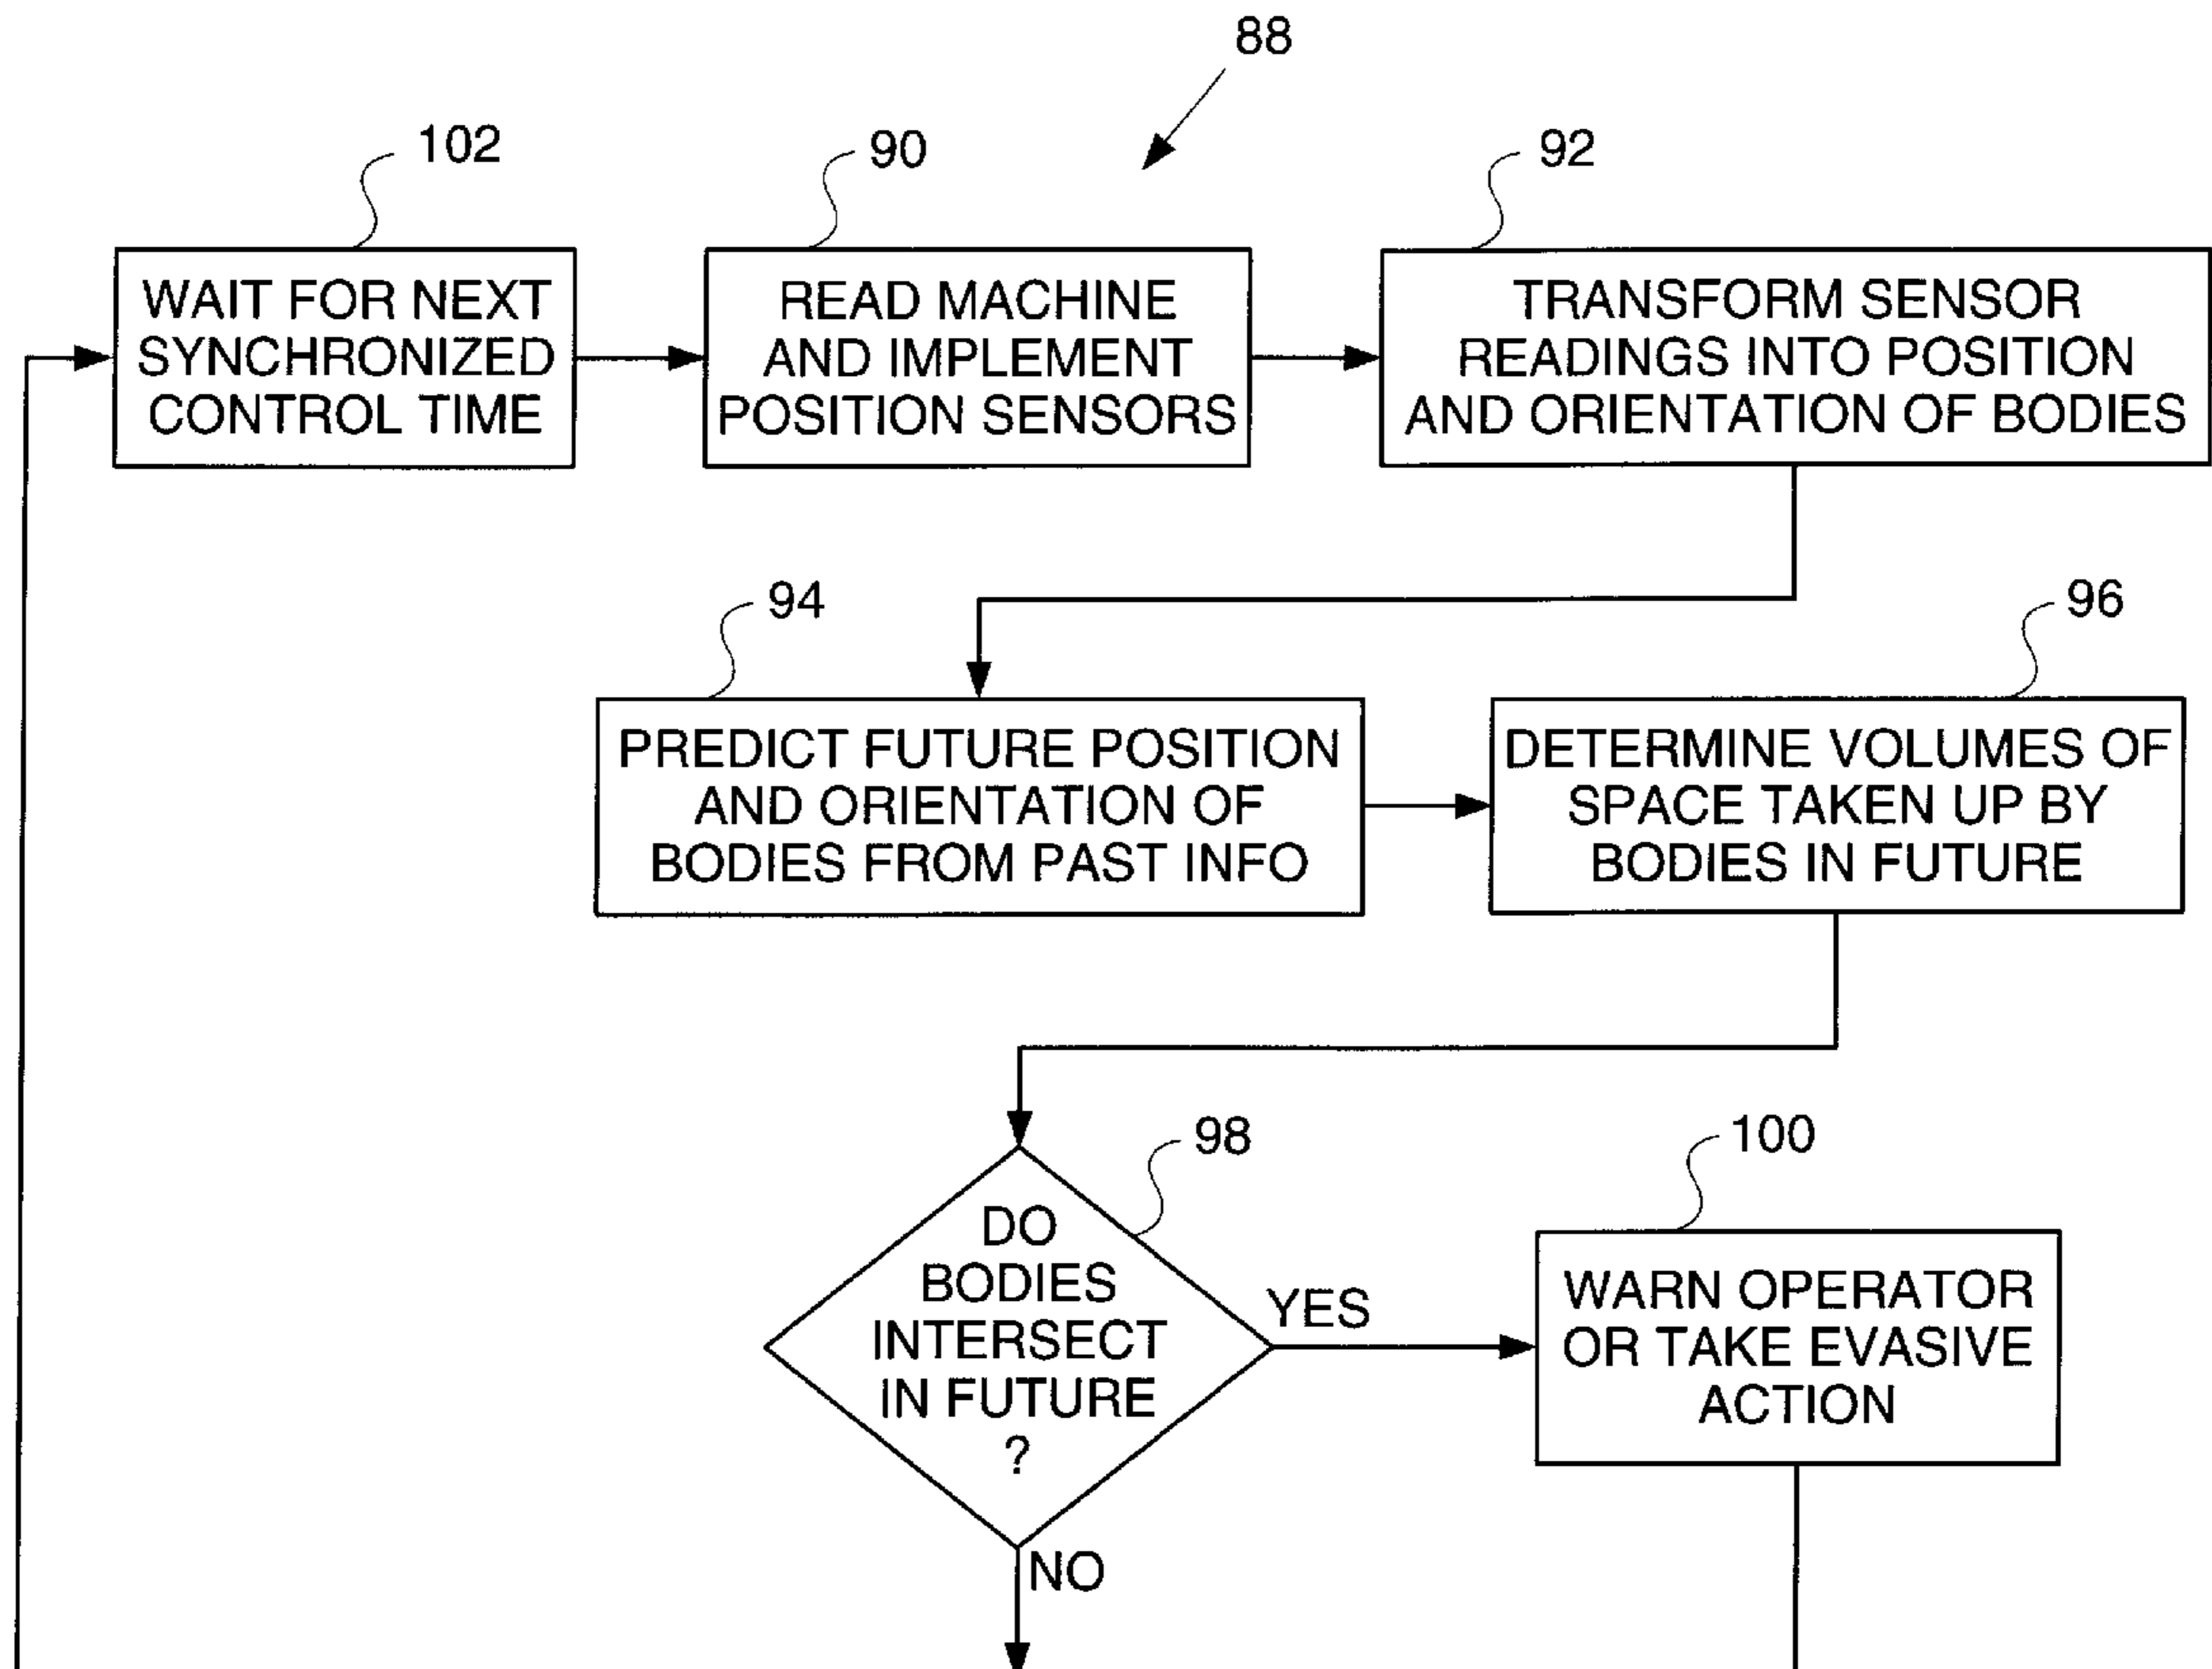 88
102
90
92
WAIT FOR NEXT
SYNCHRONIZED
CONTROL TIME
READ MACHINE
AND IMPLEMENT
POSITION SENSORS
TRANSFORM SENSOR
READINGS INTO POSITION
AND ORIENTATION OF BODIES
94
96
PREDICT FUTURE POSITION
AND ORIENTATION OF
BODIES FROM PAST INFO
DETERMINE VOLUMES OF
SPACE TAKEN UP BY
BODIES IN FUTURE
98
100
DO
BODIES
INTERSECT
IN FUTURE
?
YES
WARN OPERATOR
OR TAKE EVASIVE
ACTION
NO